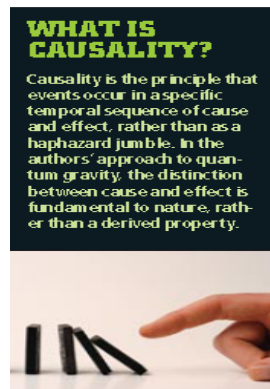 WHAT IS
CAUSALITY?
Causality is the principle that
events occur in a specific
temporal sequence of cause
and effect, rather than as a
haphazard jumble. In the
authors’ approach to quan-
tum gravity, the distinction
between cause and effect is
fundamental to nature, rath-
er than a derived property.